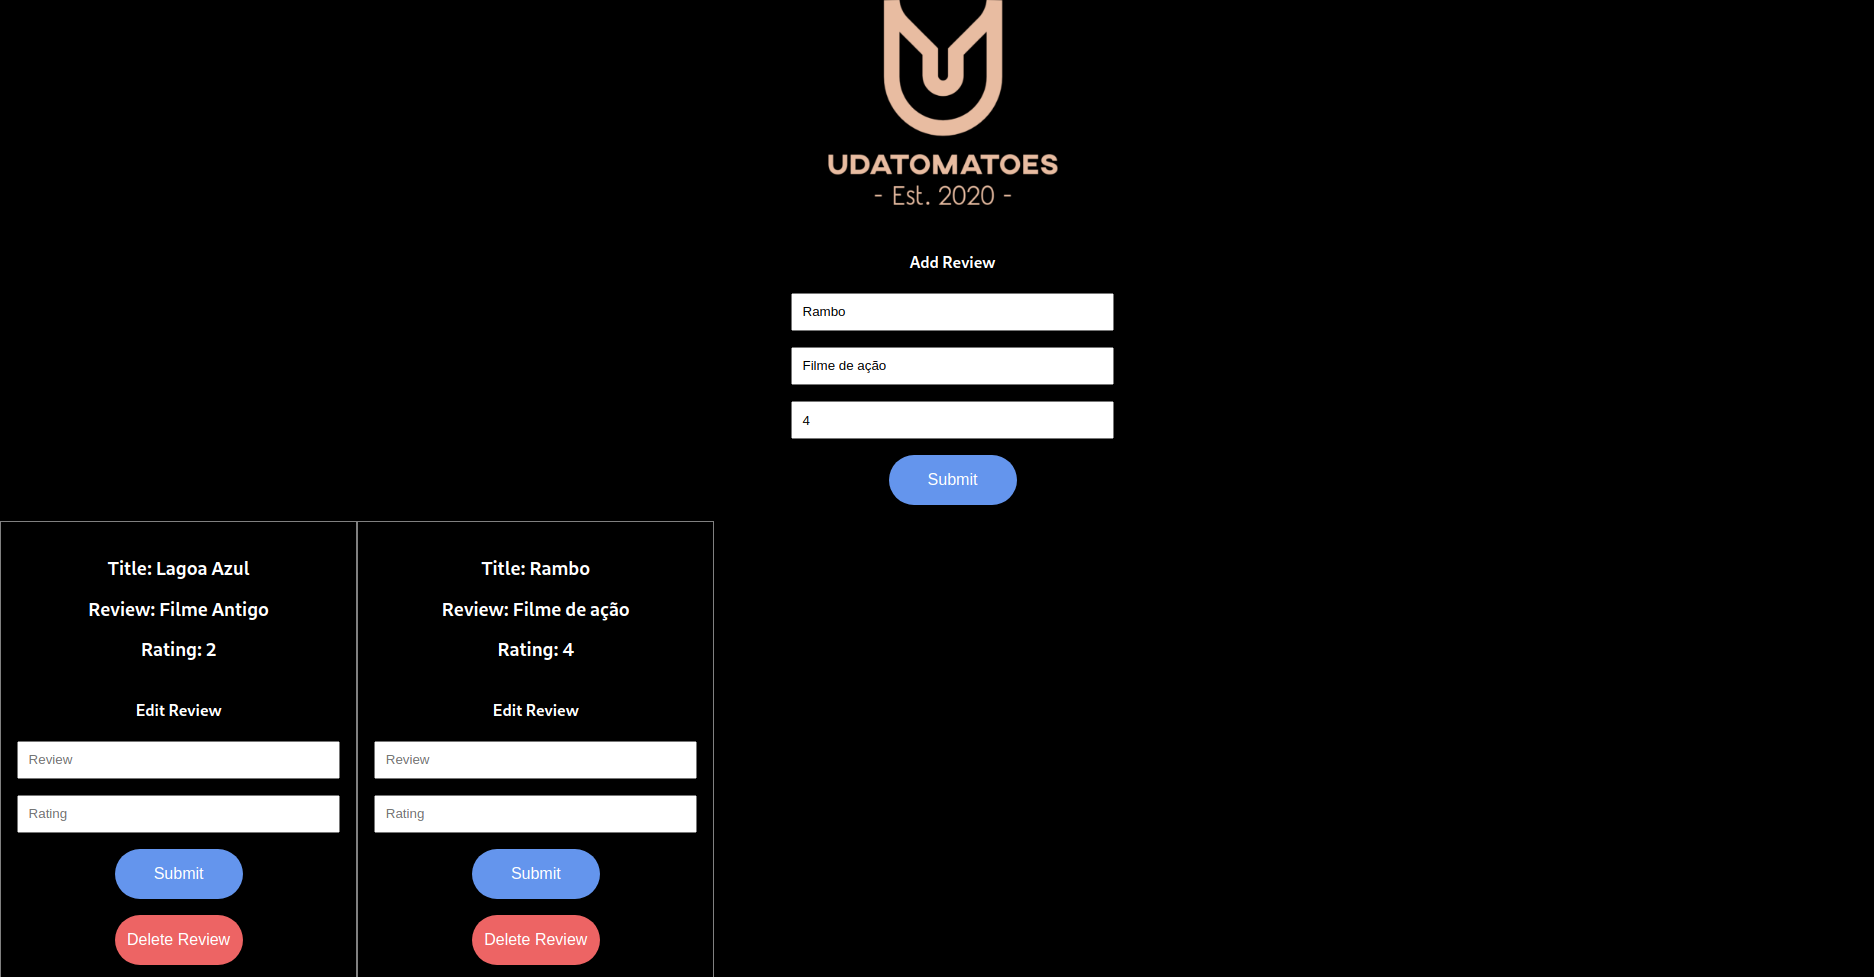 UDATOMATOES
- Est. 2020 -
Add Review
Rambo
Filme de ação
4
Submit
Title: Lagoa Azul
Review: Filme Antigo
Rating: 2
Edit Review
Review
Rating
Submit
Delete Review
Title: Rambo
Review: Filme de ação
Rating: 4
Edit Review
Review
Rating
Submit
Delete Review